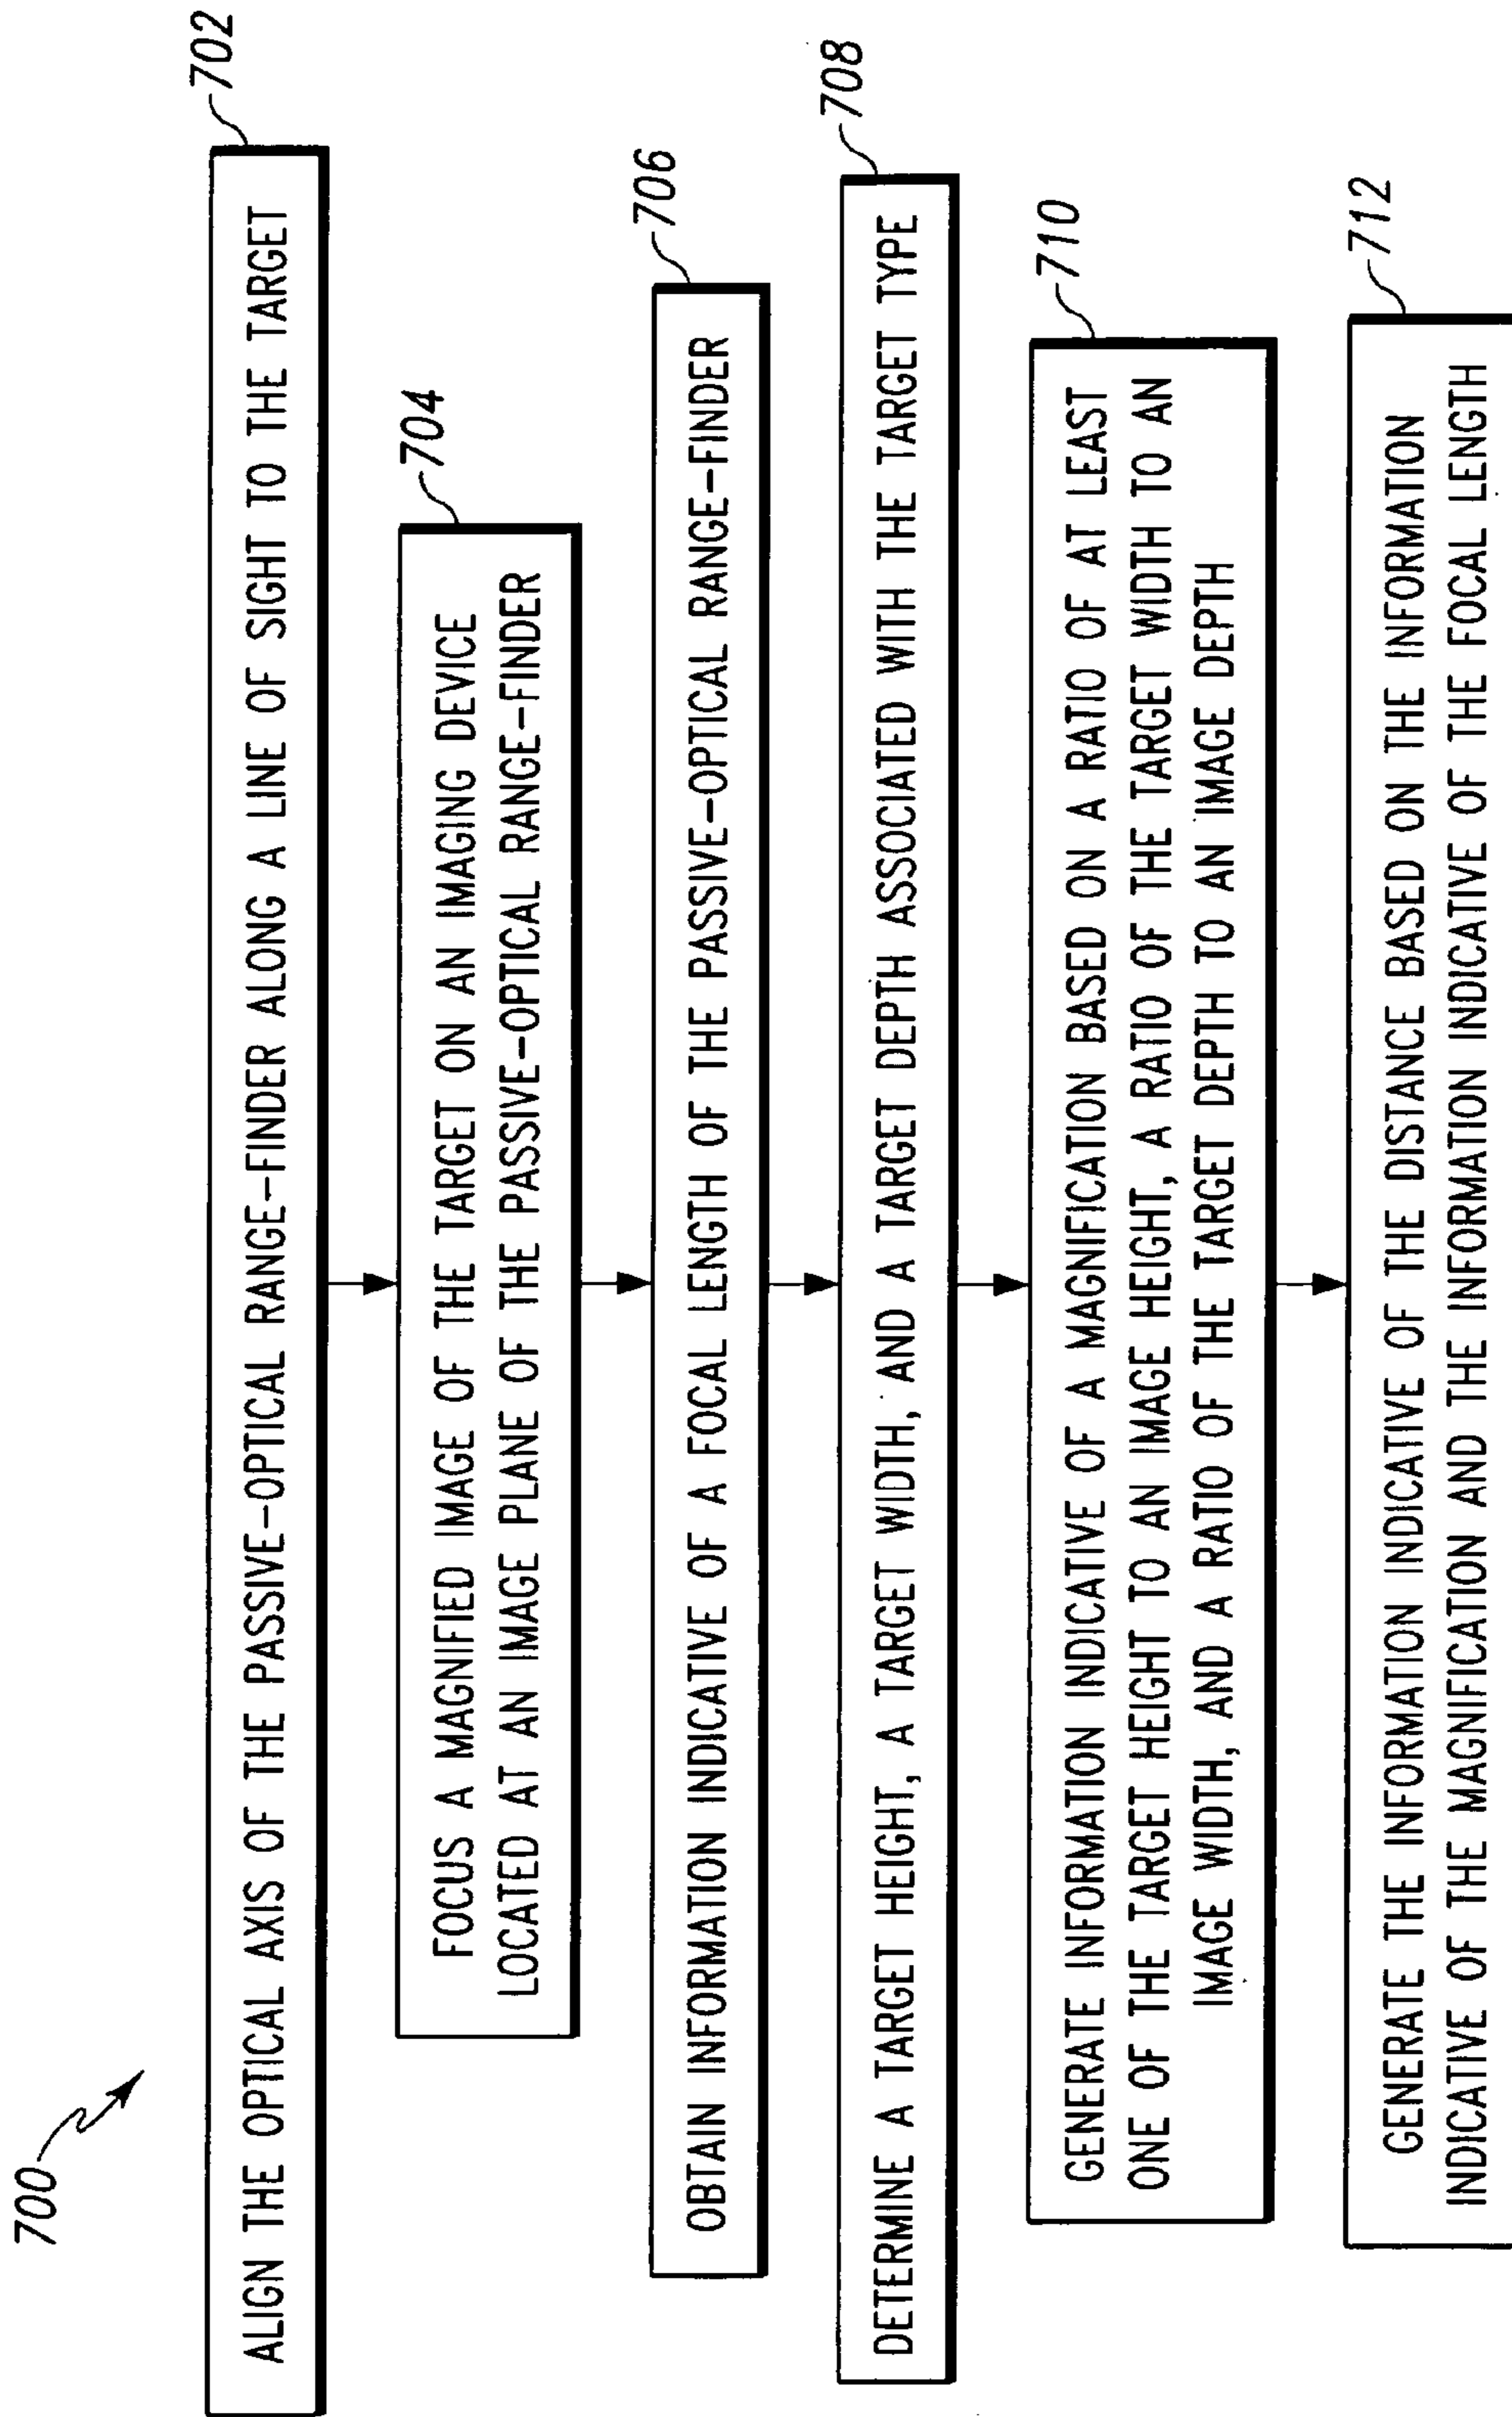 700
702
ALIGN THE OPTICAL AXIS OF THE PASSIVE-OPTICAL RANGE-FINDER ALONG A LINE OF SIGHT TO THE TARGET
704
FOCUS A MAGNIFIED IMAGE OF THE TARGET ON AN IMAGING DEVICE
LOCATED AT AN IMAGE PLANE OF THE PASSIVE-OPTICAL RANGE-FINDER
706
OBTAIN INFORMATION INDICATIVE OF A FOCAL LENGTH OF THE PASSIVE-OPTICAL RANGE-FINDER
708
DETERMINE A TARGET HEIGHT, A TARGET WIDTH, AND A TARGET DEPTH ASSOCIATED WITH THE TARGET TYPE
710
GENERATE INFORMATION INDICATIVE OF A MAGNIFICATION BASED ON A RATIO OF AT LEAST
ONE OF THE TARGET HEIGHT TO AN IMAGE HEIGHT, A RATIO OF THE TARGET WIDTH TO AN
IMAGE WIDTH, AND A RATIO OF THE TARGET DEPTH TO AN IMAGE DEPTH
712
GENERATE THE INFORMATION INDICATIVE OF THE DISTANCE BASED ON THE INFORMATION
INDICATIVE OF THE MAGNIFICATION AND THE INFORMATION INDICATIVE OF THE FOCAL LENGTH